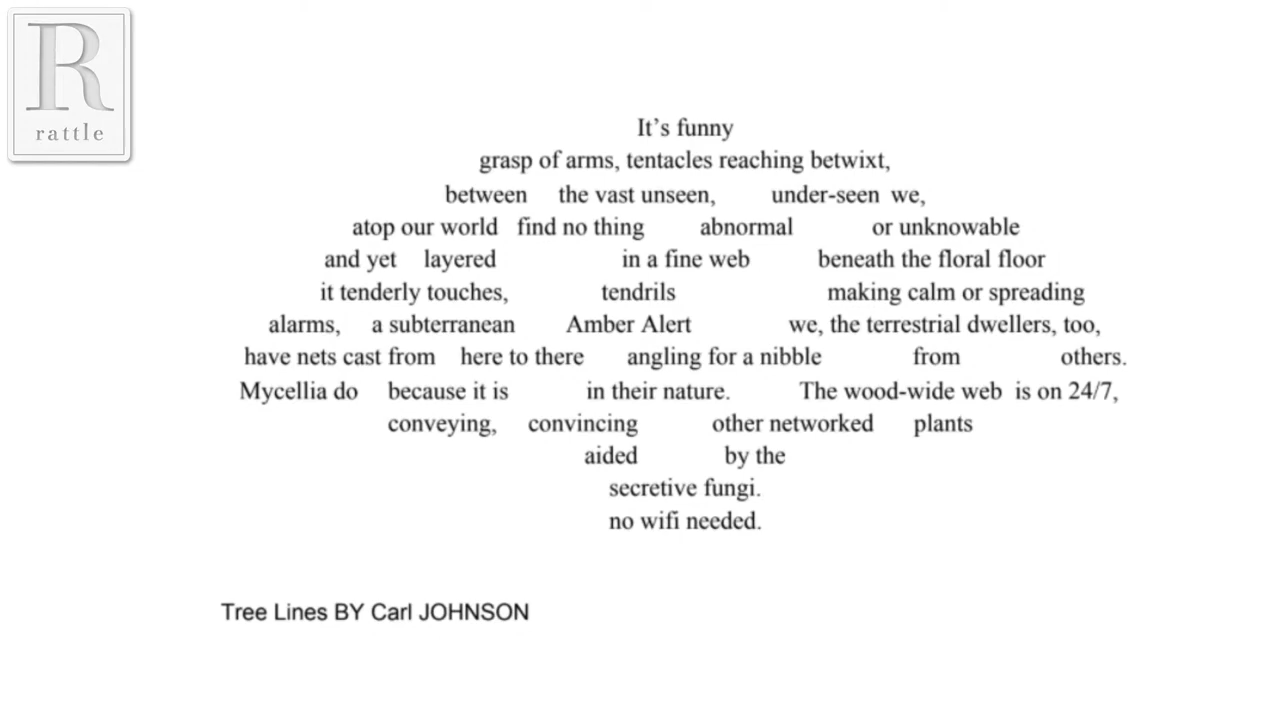 R
rattle
It's funny
grasp of arms, tentacles reaching betwixt,
between the vast unseen, under-seen we,
atop our world find no thing abnormal or unknowable
and yet layered in a fine web beneath the floral floor
it tenderly touches, tendrils making calm or spreading
alarms, a subterranean Amber Alert we, the terrestrial dwellers, too,
have nets cast from here to there angling for a nibble from others.
Mycellia do because it is in their nature. The wood-wide web is on 24/7,
conveying, convincing other networked plants
aided by the
secretive fungi.
no wifi needed.
Tree Lines BY Carl JOHNSON